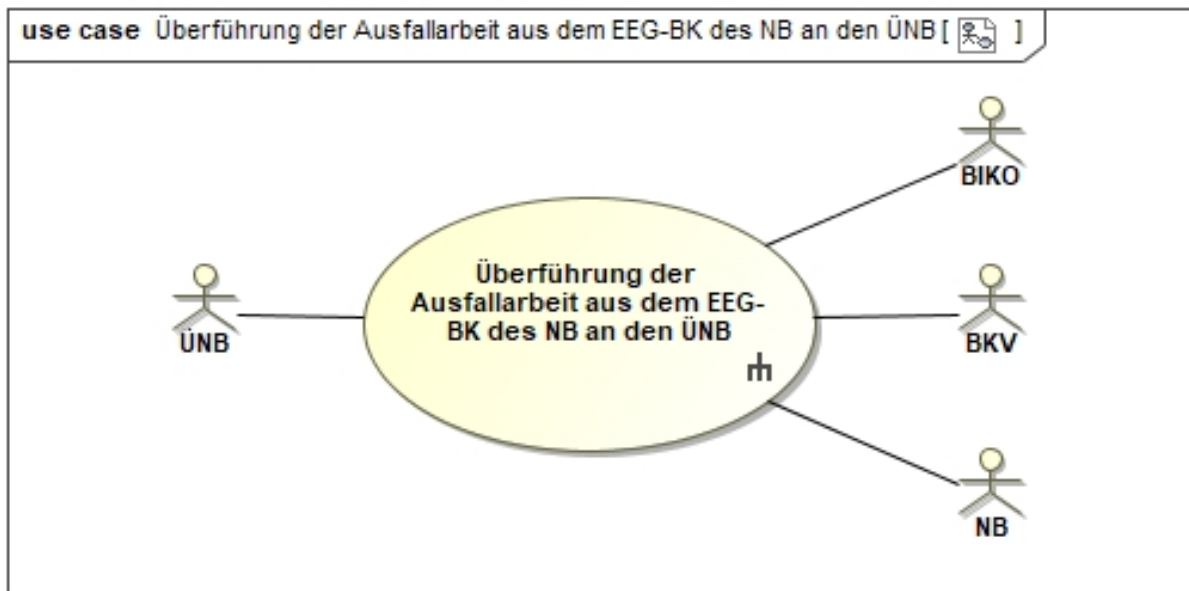 use case Überführung der Ausfallarbeit aus dem EEG-BK des NB an den ÜNB [ ]
BIKO
Überführung der
Ausfallarbeit aus dem EEG-
BK des NB an den ÜNB
ÜNB
BKV
NB